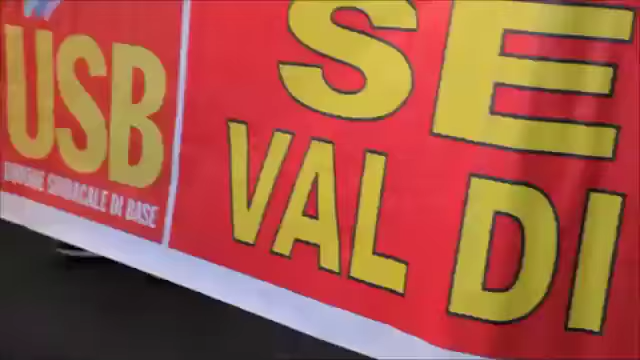 USB
UNIONE SINDACALE DI BASE
SE
VAL DI